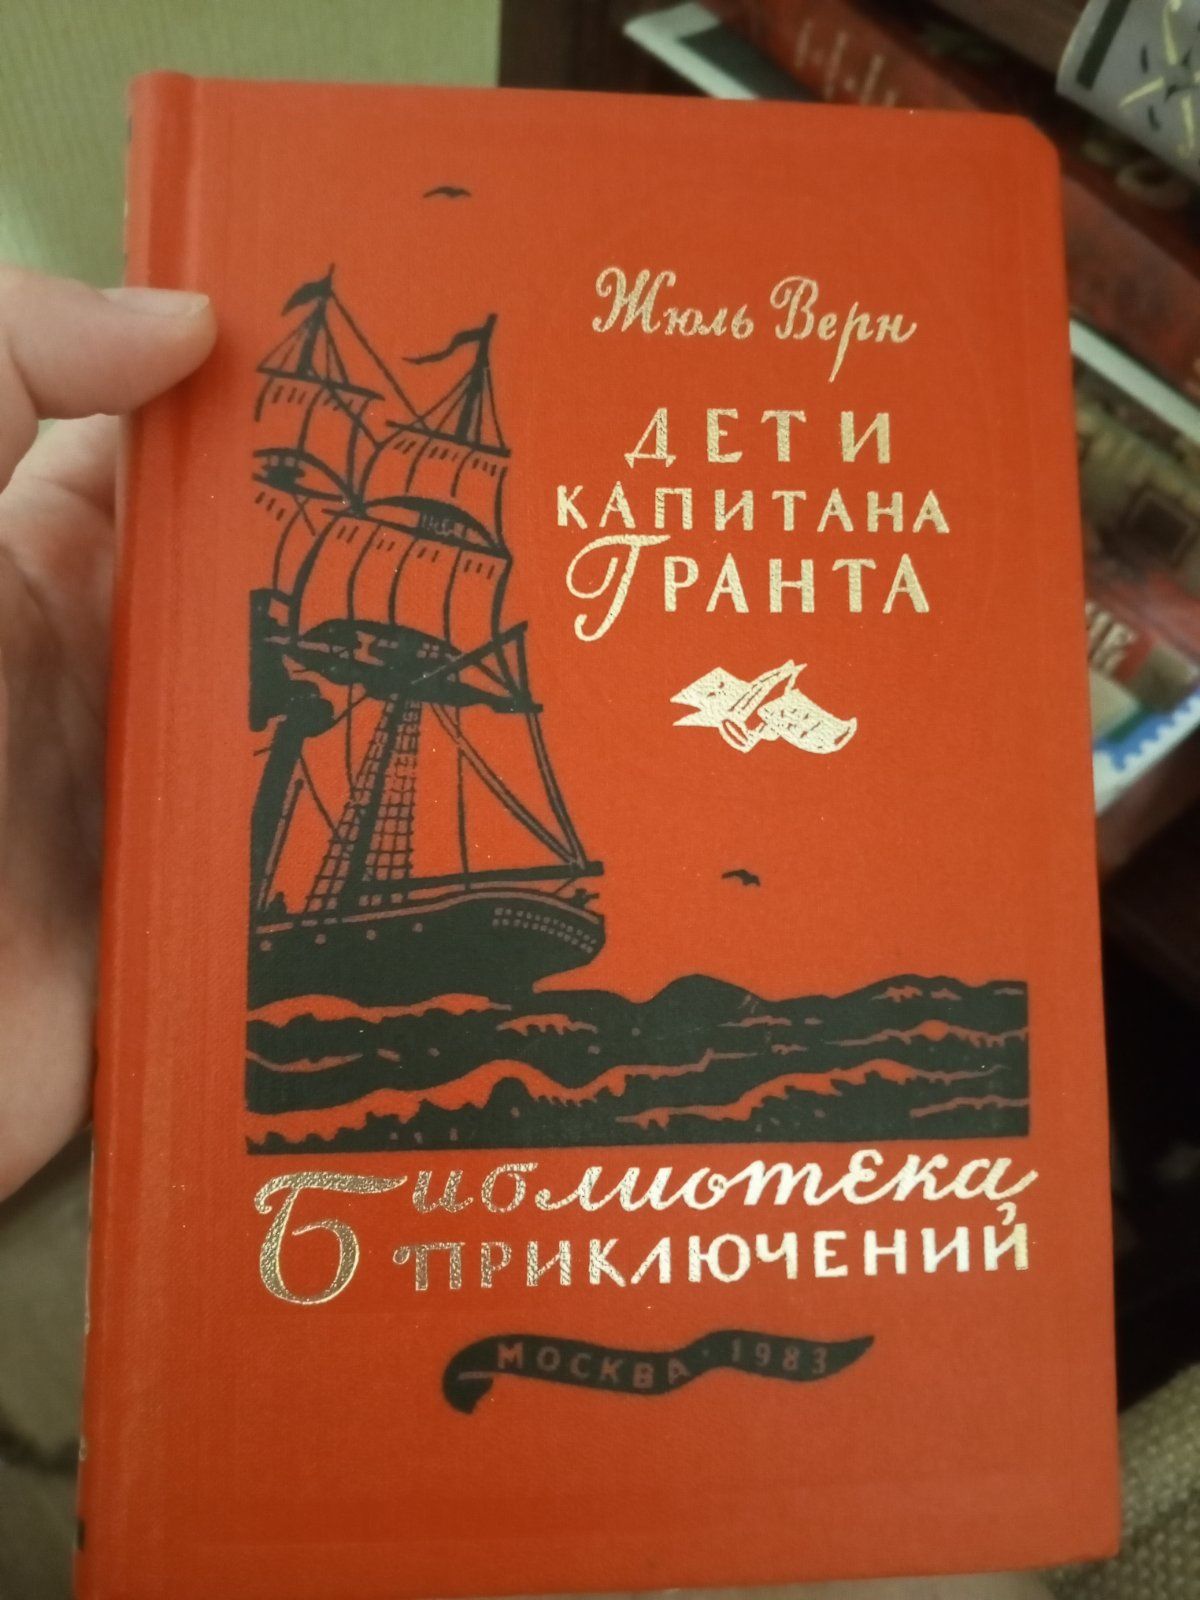 Жюль Верн
ДЕТИ
КАПИТАНА
ГРАНТА
Библиотека
ПРИКЛЮЧЕНИЙ
МОСКВА · 1983